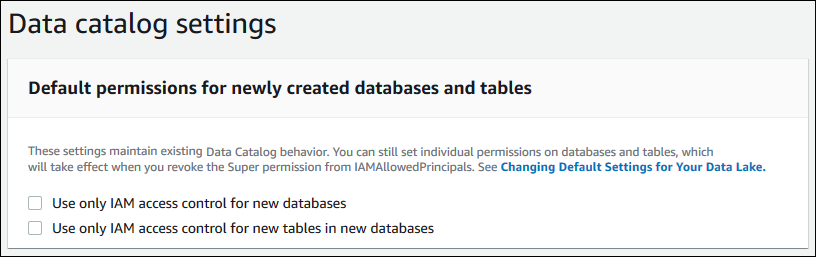 Data catalog settings
Default permissions for newly created databases and tables
These settings maintain existing Data Catalog behavior. You can still set individual permissions on databases and tables, which
will take effect when you revoke the Super permission from IAMAllowedPrincipals. See Changing Default Settings for Your Data Lake.
Use only IAM access control for new databases
Use only IAM access control for new tables in new databases